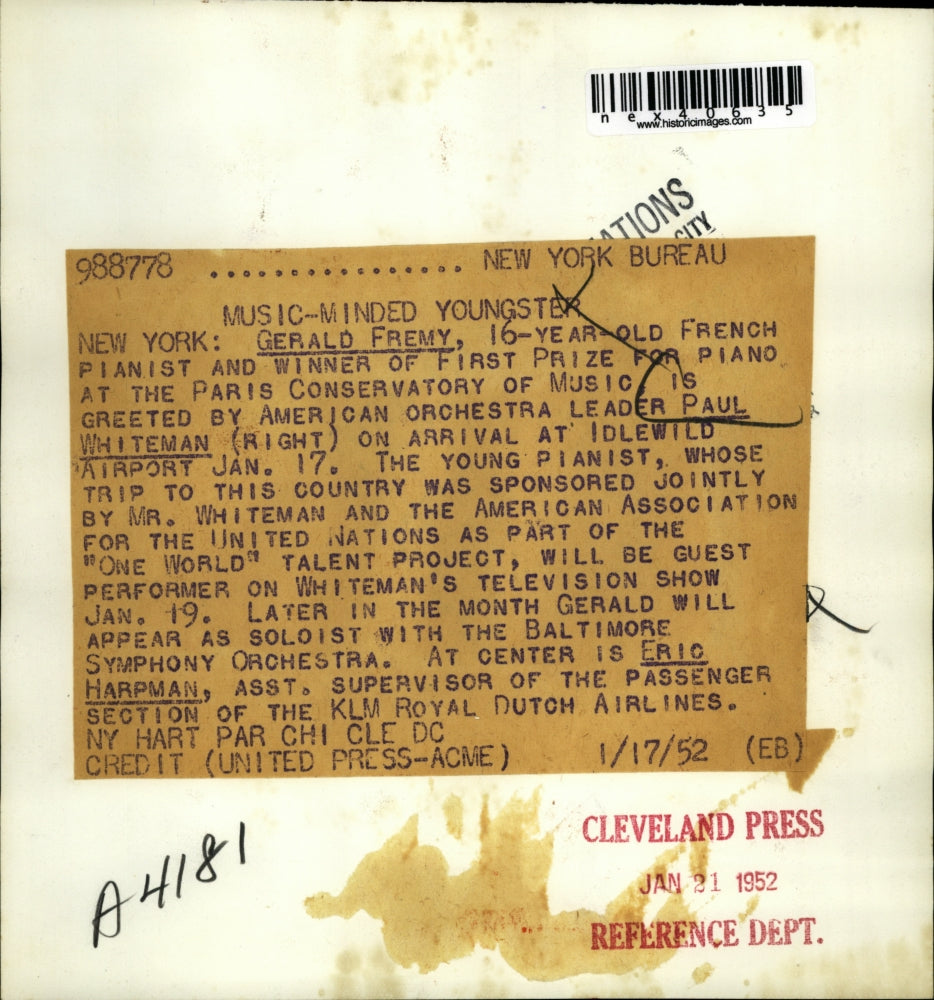 nex40635
www.historicimages.com
ATIONS
CITY
988778 .................. NEW YORK BUREAU
MUSIC-MINDED YOUNGSTER
NEW YORK: GERALD FREMY, 16-YEAR-OLD FRENCH
PIANIST AND WINNER OF FIRST PRIZE FOR PIANO
AT THE PARIS CONSERVATORY OF MUSIC, IS
GREETED BY AMERICAN ORCHESTRA LEADER PAUL
WHITEMAN (RIGHT) ON ARRIVAL AT IDLEWILD
AIRPORT JAN. 17. THE YOUNG PIANIST, WHOSE
TRIP TO THIS COUNTRY WAS SPONSORED JOINTLY
BY MR. WHITEMAN AND THE AMERICAN ASSOCIATION
FOR THE UNITED NATIONS AS PART OF THE
"ONE WORLD" TALENT PROJECT, WILL BE GUEST
PERFORMER ON WHITEMAN'S TELEVISION SHOW
JAN. 19. LATER IN THE MONTH GERALD WILL
APPEAR AS SOLOIST WITH THE BALTIMORE
SYMPHONY ORCHESTRA. AT CENTER IS ERIC
HARPMAN, ASST. SUPERVISOR OF THE PASSENGER
SECTION OF THE KLM ROYAL DUTCH AIRLINES.
NY HART PAR CHI CLE DC
CREDIT (UNITED PRESS-ACME) 1/17/52 (EB)
A4181
CLEVELAND PRESS
JAN 21 1952
REFERENCE DEPT.